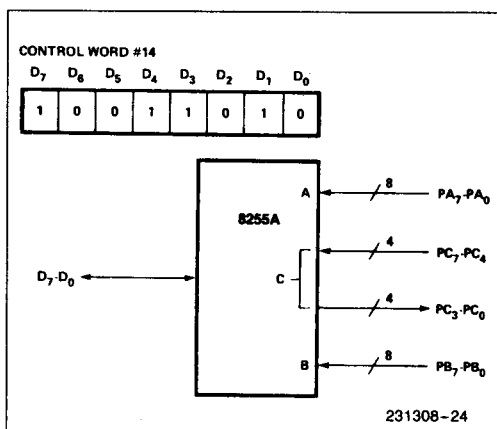 CONTROL WORD #14
D7 D6 D5 D4 D3 D2 D1 D0
1 0 0 1 1 0 1 0
8255A
A 8 PA7-PA0
4 PC7-PC4
D7-D0 C
4 PC3-PC0
B 8 PB7-PB0
231308-24